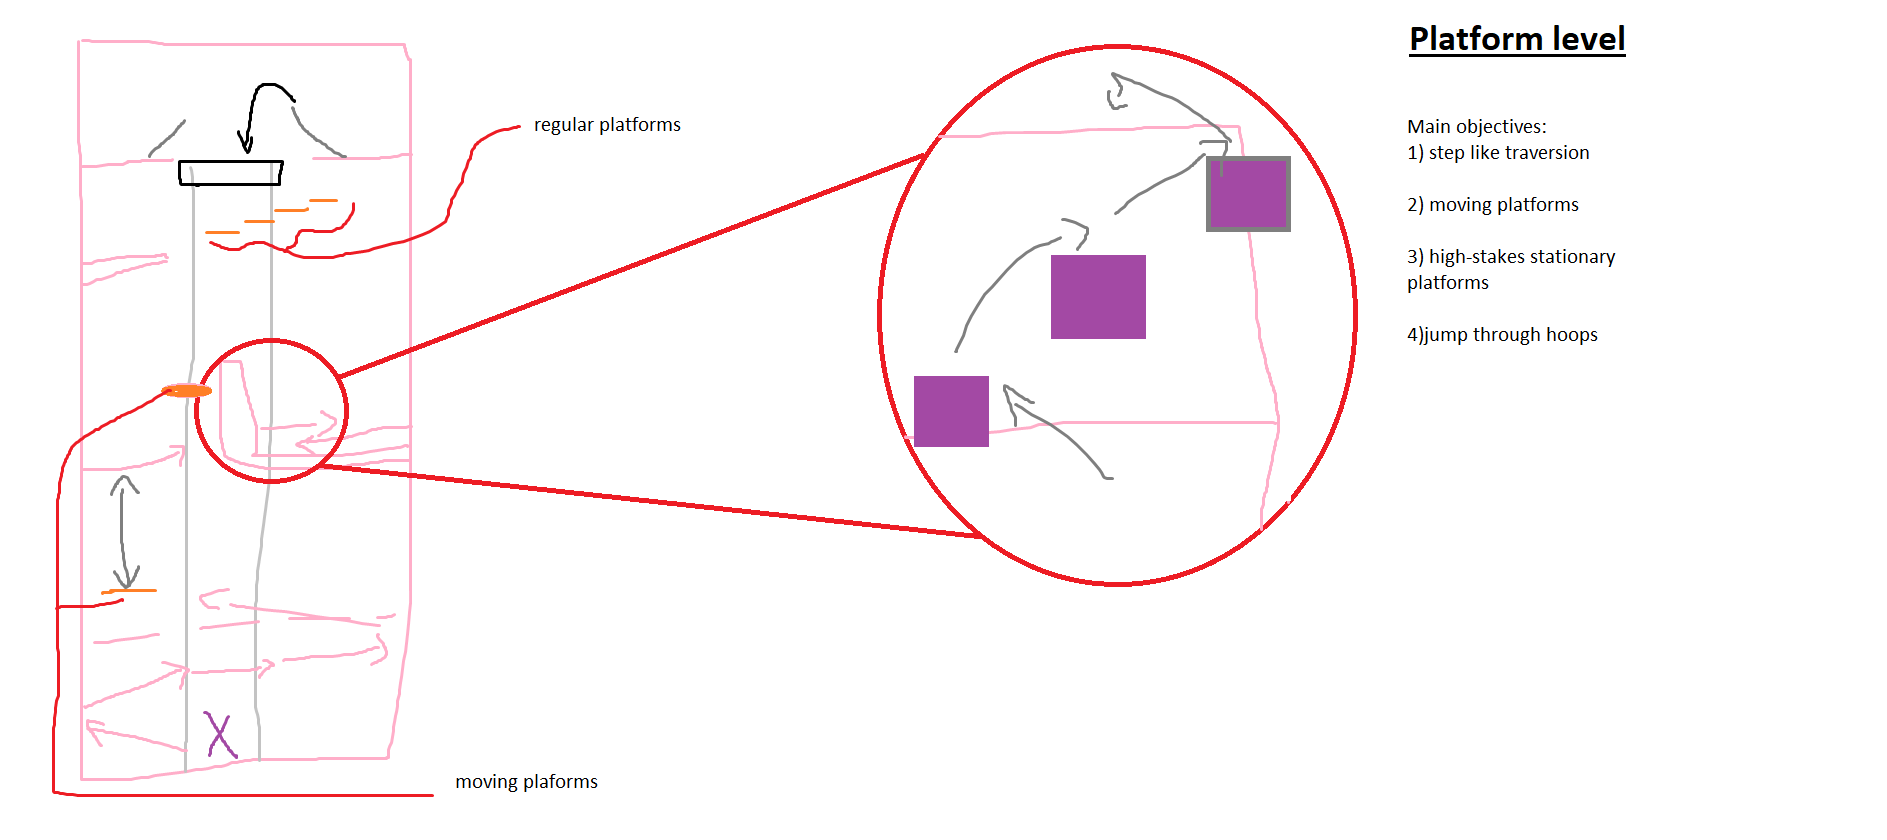 Platform level
regular platforms
Main objectives:
1) step like traversion
2) moving platforms
3) high-stakes stationary
platforms
4)jump through hoops
X
moving plaforms